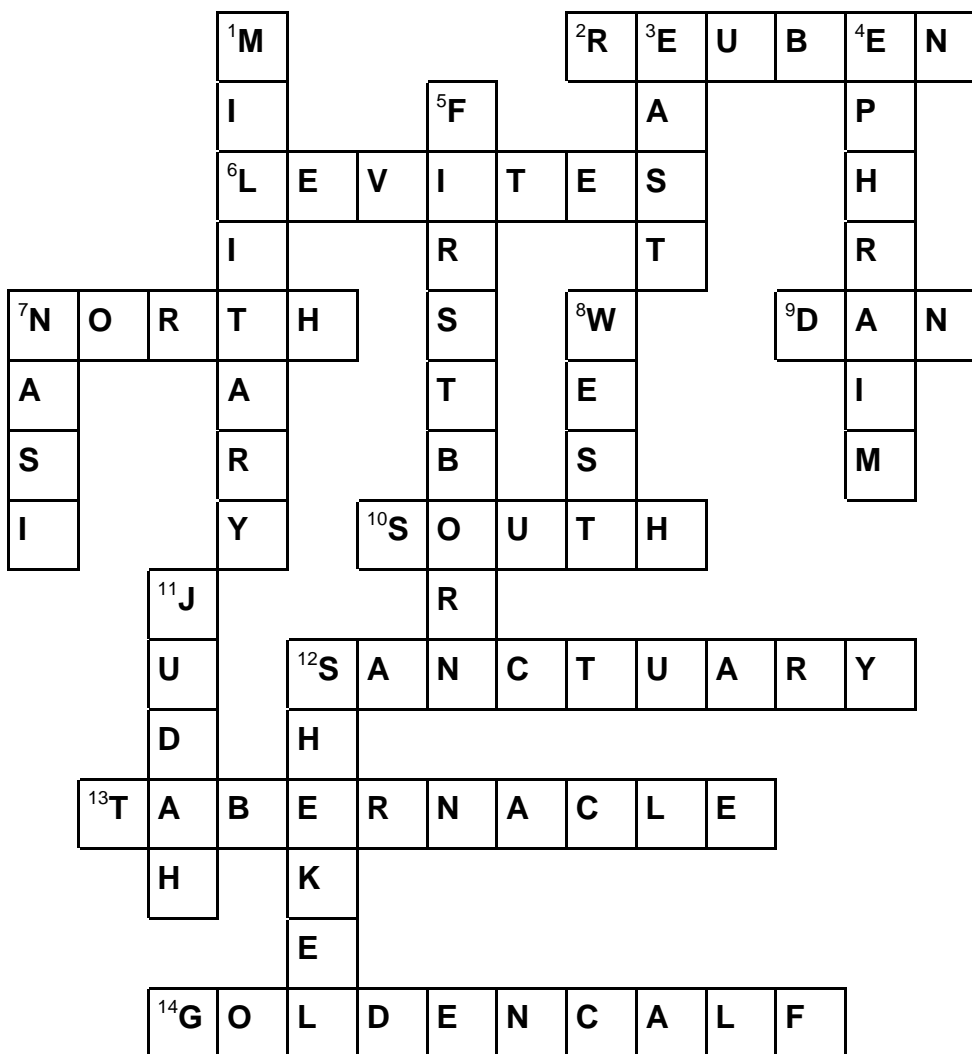 1M 2R 3E U B 4E N
I 5F A P
6L E V I T E S H
I R T R
7N O R T H S 8W 9D A N
A A T E I
S R B S M
I Y 10S O U T H
11J R
U 12S A N C T U A R Y
D H
13T A B E R N A C L E
H K
E
14G O L D E N C A L F